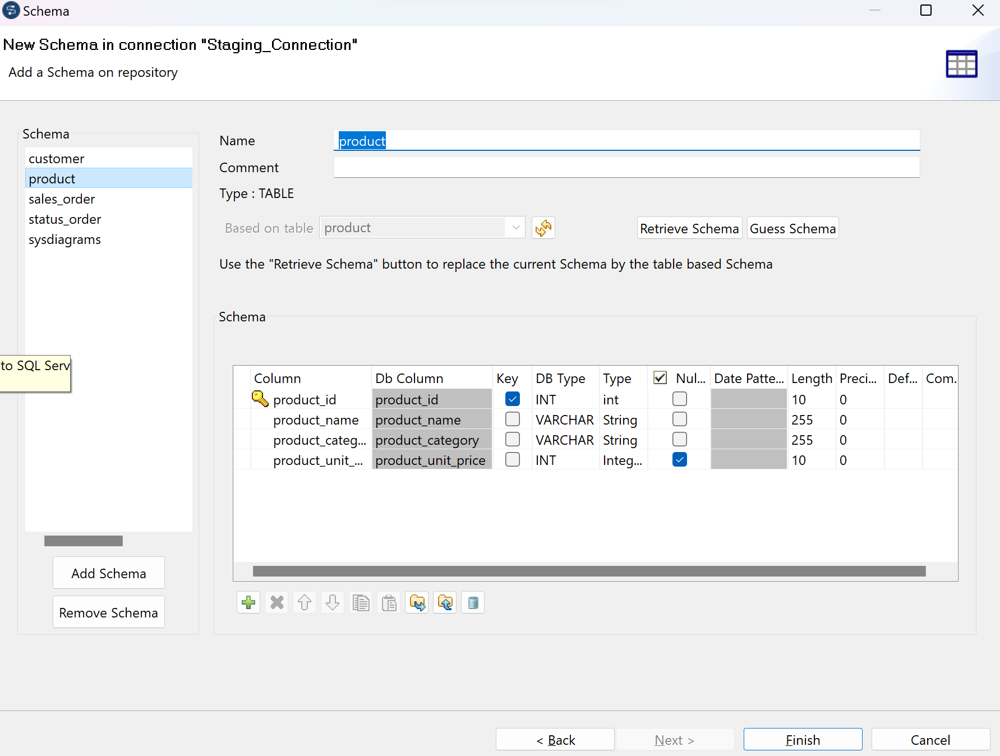 Schema
New Schema in connection "Staging_Connection"
Add a Schema on repository
Schema
customer
product
sales_order
status_order
sysdiagrams
to SQL Serv
Add Schema
Remove Schema
Name product
Comment
Type : TABLE
Based on table product Retrieve Schema Guess Schema
Use the "Retrieve Schema" button to replace the current Schema by the table based Schema
Schema
Column Db Column Key DB Type Type Nul... Date Patte... Length Preci... Def... Com.
product_id product_id INT int 10 0
product_name product_name VARCHAR String 255 0
product_categ... product_category VARCHAR String 255 0
product_unit_... product_unit_price INT Integ... 10 0
< Back Next > Finish Cancel